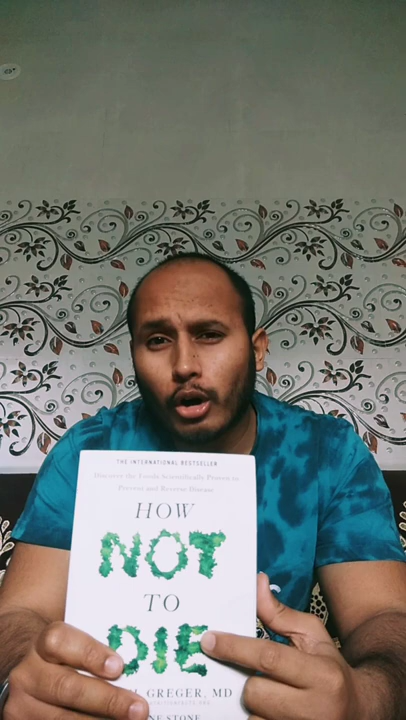 THE INTERNATIONAL BESTSELLER
Discover the Foods Scientifically Proven to
Prevent and Reverse Disease
HOW
NOT
TO
DIE
GREGER, MD
STONE